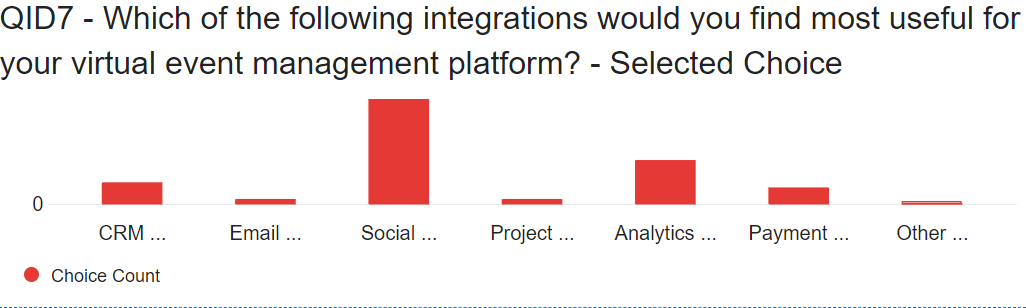 QID7 - Which of the following integrations would you find most useful for
your virtual event management platform? - Selected Choice
0
CRM ... Email ... Social ... Project ... Analytics ... Payment ... Other ...
Choice Count